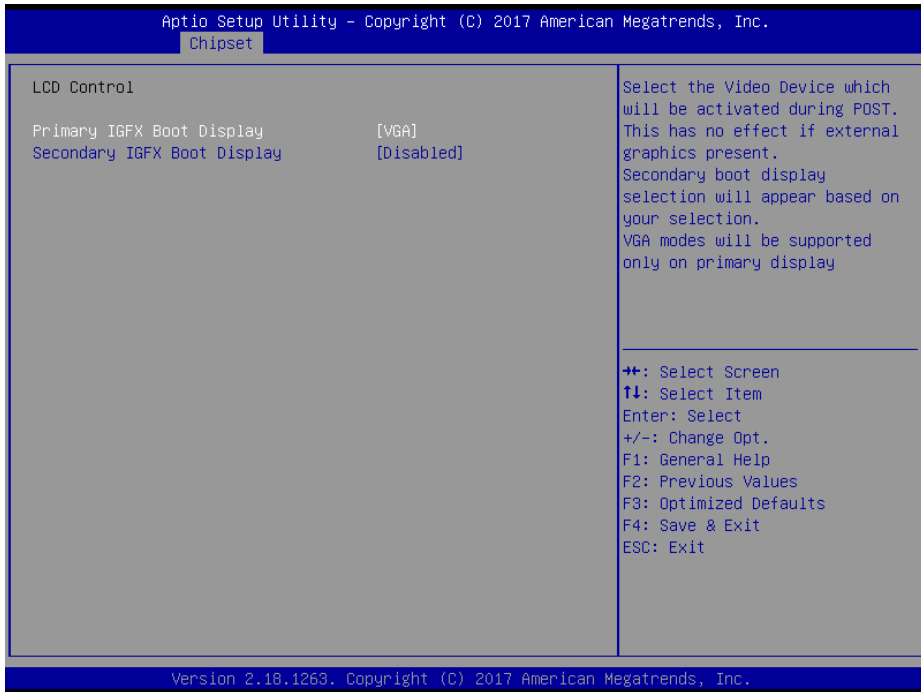 Aptio Setup Utility – Copyright (C) 2017 American Megatrends, Inc.
Chipset
LCD Control
Primary IGFX Boot Display [VGA]
Secondary IGFX Boot Display [Disabled]
Select the Video Device which
will be activated during POST.
This has no effect if external
graphics present.
Secondary boot display
selection will appear based on
your selection.
VGA modes will be supported
only on primary display
→←: Select Screen
↑↓: Select Item
Enter: Select
+/-: Change Opt.
F1: General Help
F2: Previous Values
F3: Optimized Defaults
F4: Save & Exit
ESC: Exit
Version 2.18.1263. Copyright (C) 2017 American Megatrends, Inc.